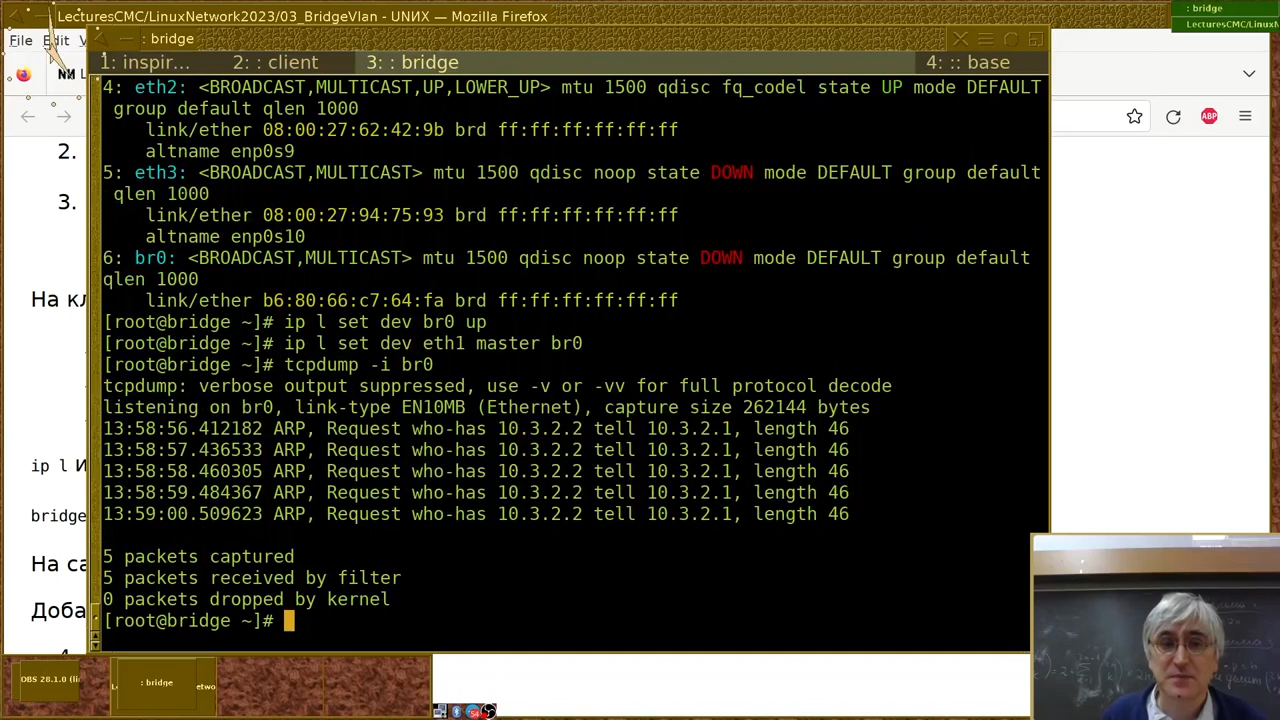 LecturesCMC/LinuxNetwork2023/03_BridgeVlan - UNИX — Mozilla Firefox
: bridge
LecturesCMC/LinuxN
File Edit V
: bridge
1: inspir... 2: : client 3: : bridge 4: :: base
ИИ L
ABP
2.
3.
На кл
ip l И
bridge
На са
Доба
4: eth2: <BROADCAST,MULTICAST,UP,LOWER_UP> mtu 1500 qdisc fq_codel state UP mode DEFAULT
group default qlen 1000
link/ether 08:00:27:62:42:9b brd ff:ff:ff:ff:ff:ff
altname enp0s9
5: eth3: <BROADCAST,MULTICAST> mtu 1500 qdisc noop state DOWN mode DEFAULT group default
qlen 1000
link/ether 08:00:27:94:75:93 brd ff:ff:ff:ff:ff:ff
altname enp0s10
6: br0: <BROADCAST,MULTICAST> mtu 1500 qdisc noop state DOWN mode DEFAULT group default
qlen 1000
link/ether b6:80:66:c7:64:fa brd ff:ff:ff:ff:ff:ff
[root@bridge ~]# ip l set dev br0 up
[root@bridge ~]# ip l set dev eth1 master br0
[root@bridge ~]# tcpdump -i br0
tcpdump: verbose output suppressed, use -v or -vv for full protocol decode
listening on br0, link-type EN10MB (Ethernet), capture size 262144 bytes
13:58:56.412182 ARP, Request who-has 10.3.2.2 tell 10.3.2.1, length 46
13:58:57.436533 ARP, Request who-has 10.3.2.2 tell 10.3.2.1, length 46
13:58:58.460305 ARP, Request who-has 10.3.2.2 tell 10.3.2.1, length 46
13:58:59.484367 ARP, Request who-has 10.3.2.2 tell 10.3.2.1, length 46
13:59:00.509623 ARP, Request who-has 10.3.2.2 tell 10.3.2.1, length 46
5 packets captured
5 packets received by filter
0 packets dropped by kernel
[root@bridge ~]#
OBS 28.1.0 (li
: bridge
etwo